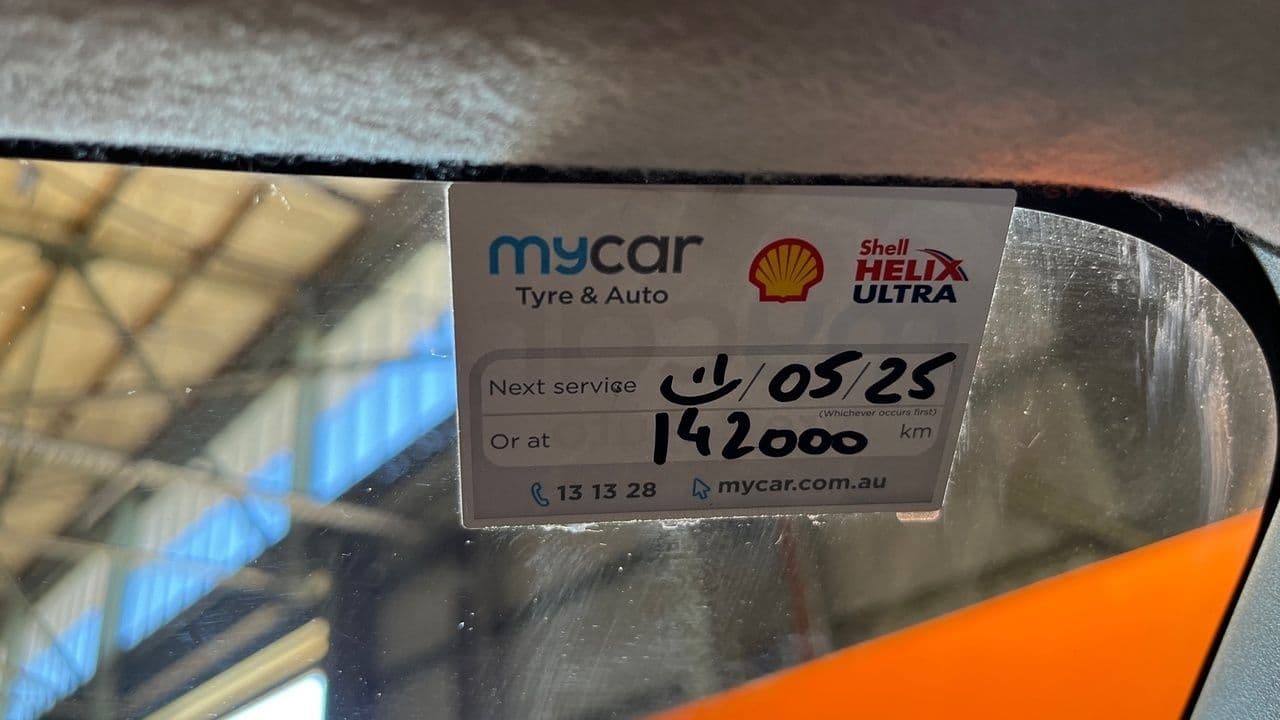 mycar
Tyre & Auto
Shell
HELIX
ULTRA
Next service /05/25
(Whichever occurs first)
Or at 142000 km
13 13 28 mycar.com.au